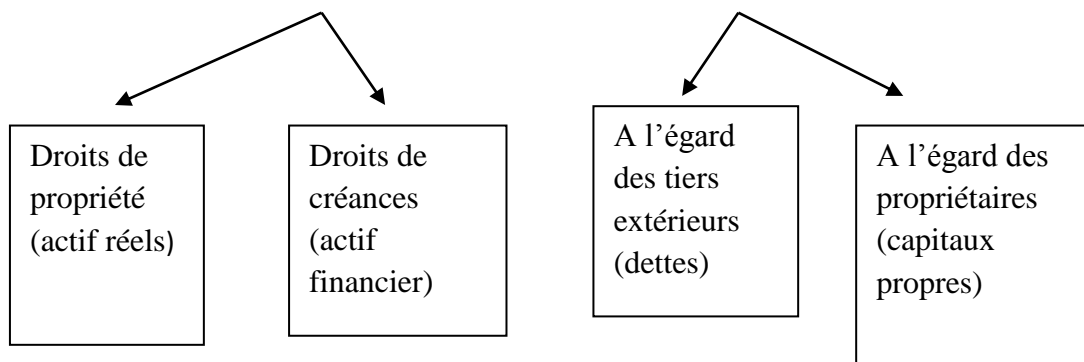 Droits de
propriété
(actif réels)
Droits de
créances
(actif
financier)
A l’égard
des tiers
extérieurs
(dettes)
A l’égard des
propriétaires
(capitaux
propres)